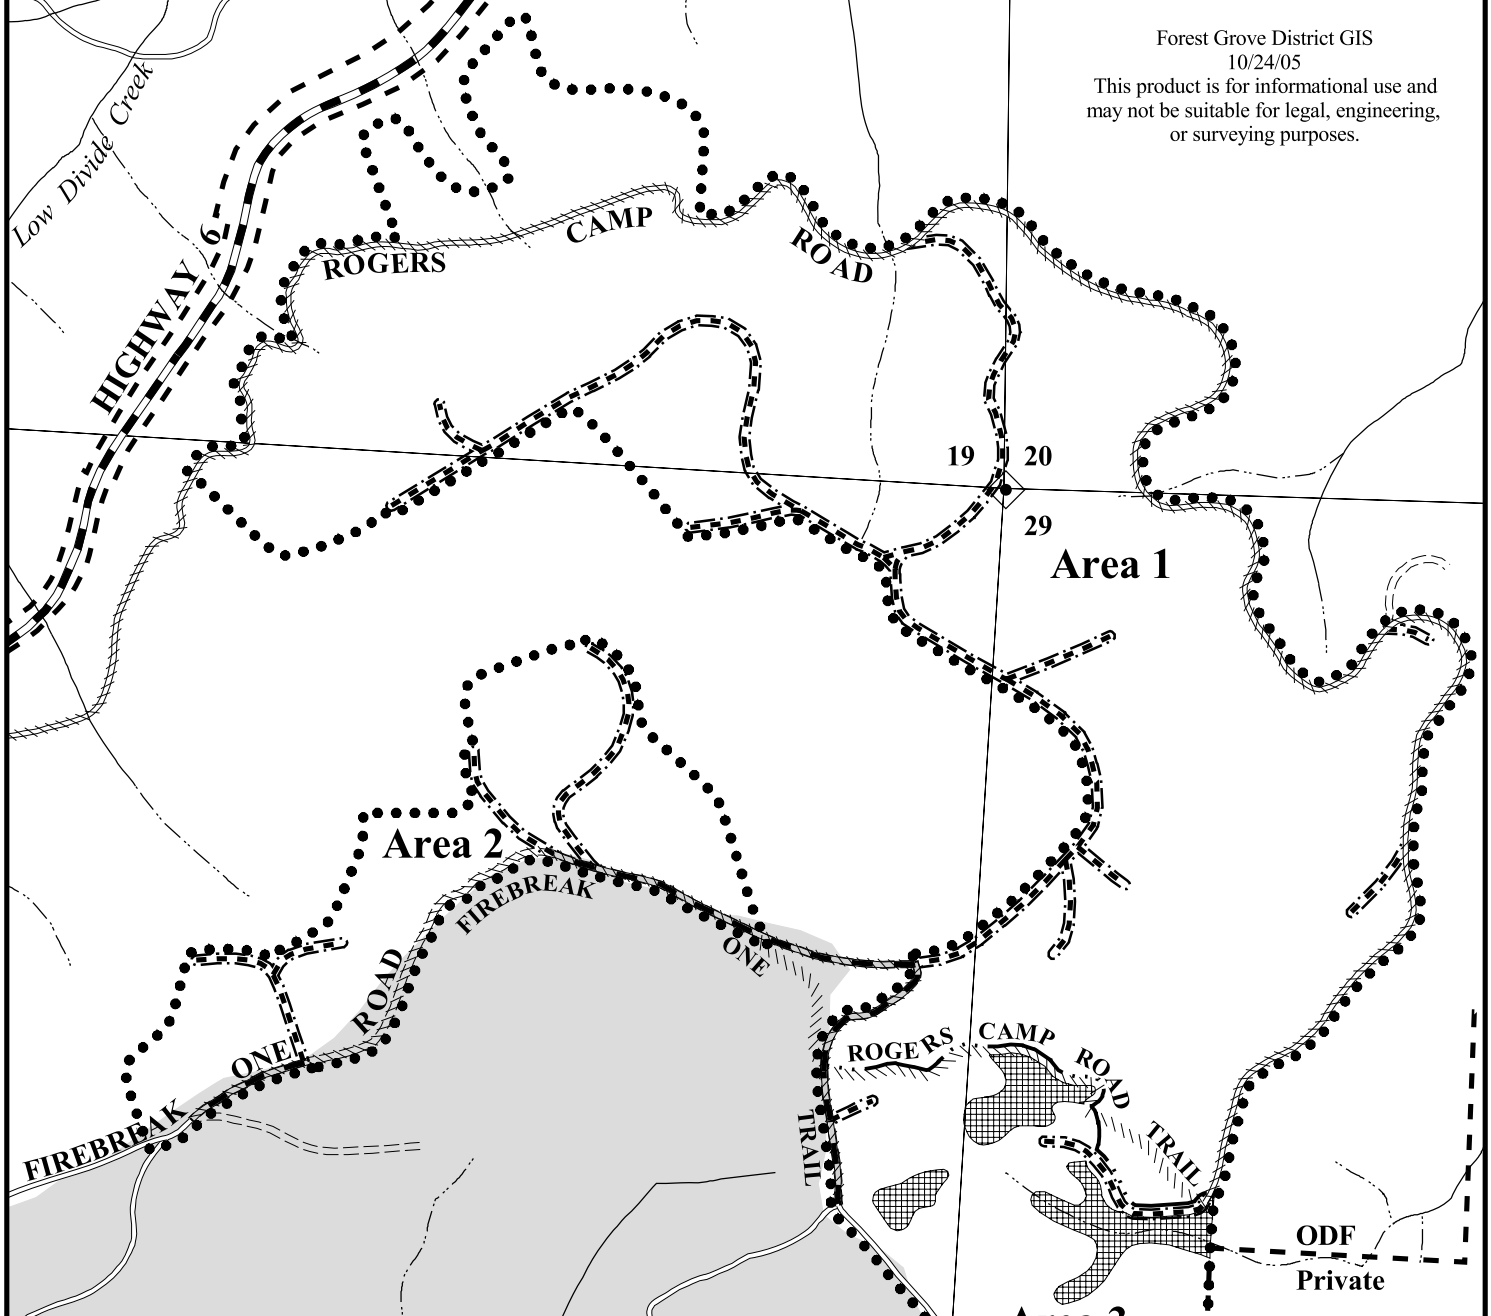 Forest Grove District GIS
10/24/05
This product is for informational use and
may not be suitable for legal, engineering,
or surveying purposes.
Low Divide Creek
HIGHWAY 6
ROGERS CAMP ROAD
19 20
29
Area 1
Area 2
FIREBREAK ONE ROAD
FIREBREAK ONE
TRAIL
ROGERS CAMP ROAD TRAIL
ODF
Private